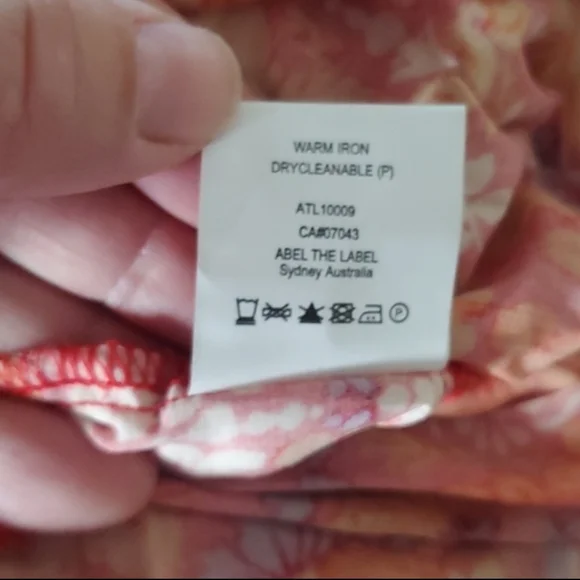 WARM IRON
DRYCLEANABLE (P)
ATL10009
CA#07043
ABEL THE LABEL
Sydney Australia
P